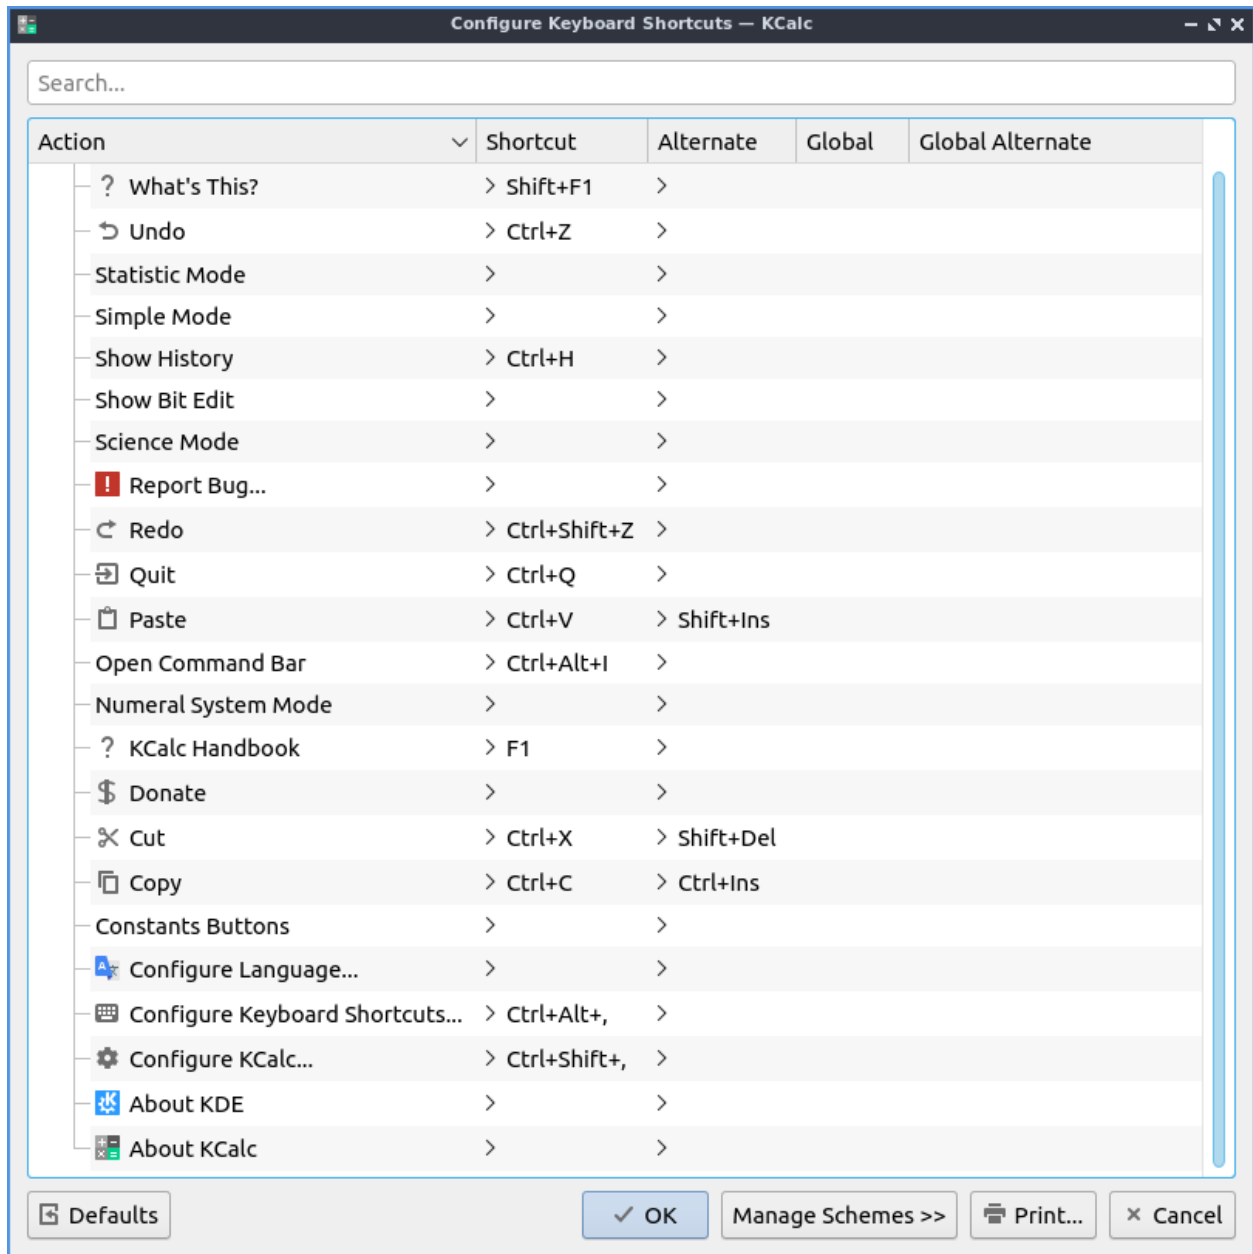 Configure Keyboard Shortcuts — KCalc
Search...
Action Shortcut Alternate Global Global Alternate
What's This? Shift+F1
Undo Ctrl+Z
Statistic Mode
Simple Mode
Show History Ctrl+H
Show Bit Edit
Science Mode
Report Bug...
Redo Ctrl+Shift+Z
Quit Ctrl+Q
Paste Ctrl+V Shift+Ins
Open Command Bar Ctrl+Alt+I
Numeral System Mode
KCalc Handbook F1
Donate
Cut Ctrl+X Shift+Del
Copy Ctrl+C Ctrl+Ins
Constants Buttons
Configure Language...
Configure Keyboard Shortcuts... Ctrl+Alt+,
Configure KCalc... Ctrl+Shift+,
About KDE
About KCalc
Defaults OK Manage Schemes >> Print... Cancel